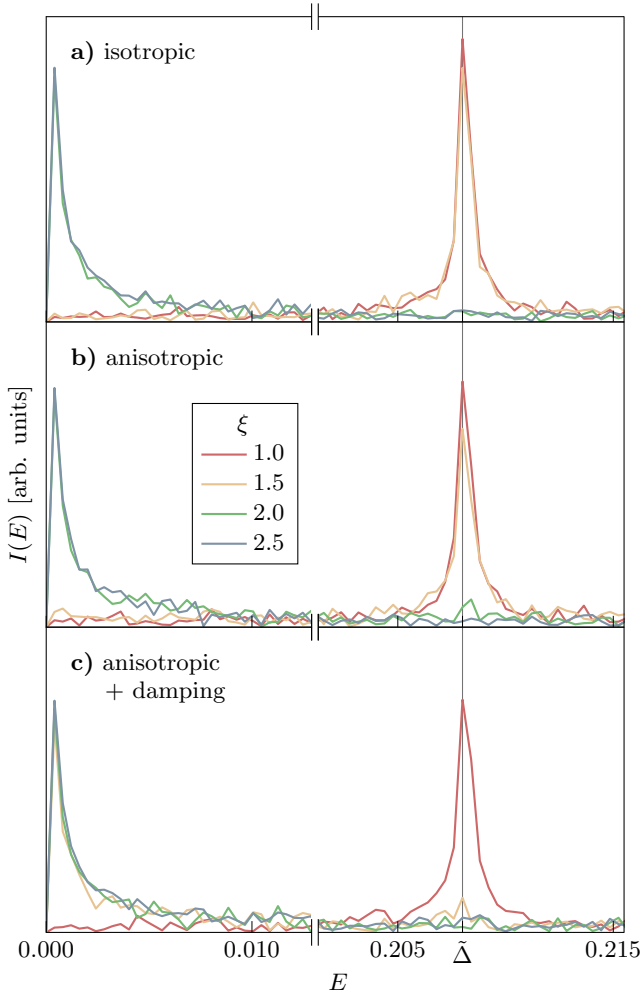 a) isotropic
b) anisotropic
I(E) [arb. units]
ξ
1.0
1.5
2.0
2.5
c) anisotropic
+ damping
0.000 0.010 0.205 Δ̃ 0.215
E